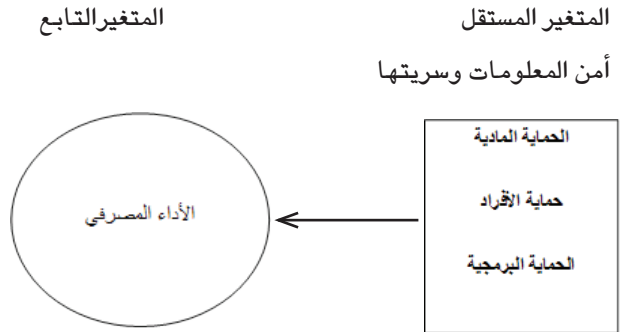 المتغير المستقل
المتغيرالتابع
أمن المعلومات وسريتها
الحماية المادية
حماية الأفراد
الحماية البرمجية
الأداء المصرفي